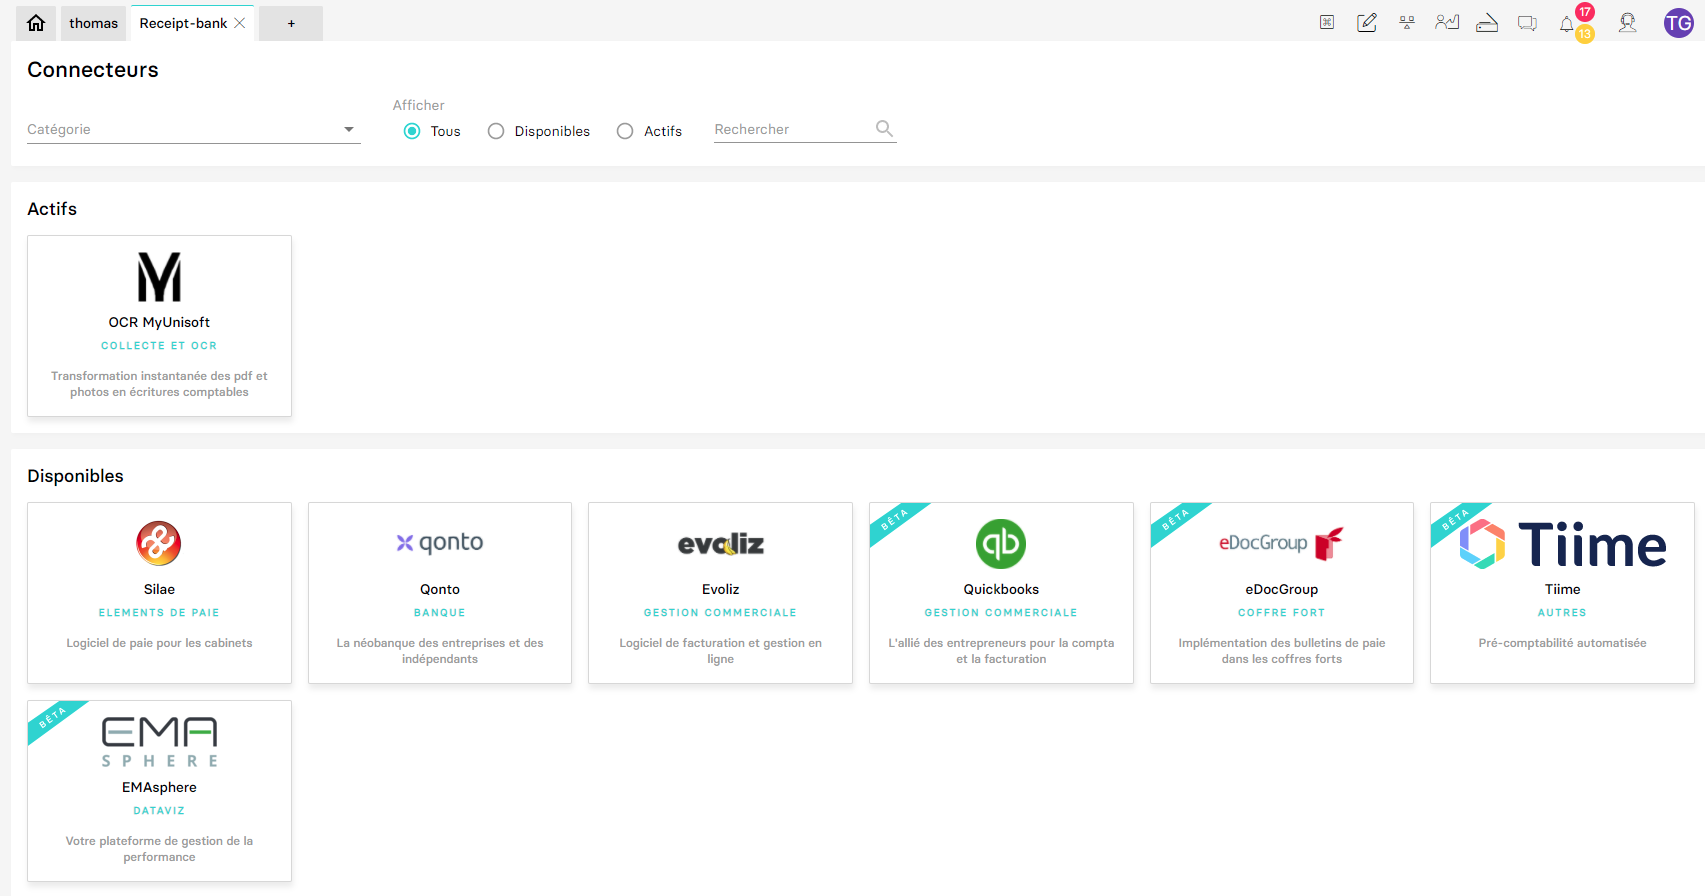 thomas
Receipt-bank
+
17
13
TG
Connecteurs
Catégorie
Afficher
Tous
Disponibles
Actifs
Rechercher
Actifs
OCR MyUnisoft
COLLECTE ET OCR
Transformation instantanée des pdf et
photos en écritures comptables
Disponibles
Silae
ELEMENTS DE PAIE
Logiciel de paie pour les cabinets
qonto
Qonto
BANQUE
La néobanque des entreprises et des
indépendants
evoliz
Evoliz
GESTION COMMERCIALE
Logiciel de facturation et gestion en
ligne
BÊTA
qb
Quickbooks
GESTION COMMERCIALE
L'allié des entrepreneurs pour la compta
et la facturation
BÊTA
eDocGroup
eDocGroup
COFFRE FORT
Implémentation des bulletins de paie
dans les coffres forts
BÊTA
Tiime
Tiime
AUTRES
Pré-comptabilité automatisée
BÊTA
EMA
SPHERE
EMAsphere
DATAVIZ
Votre plateforme de gestion de la
performance